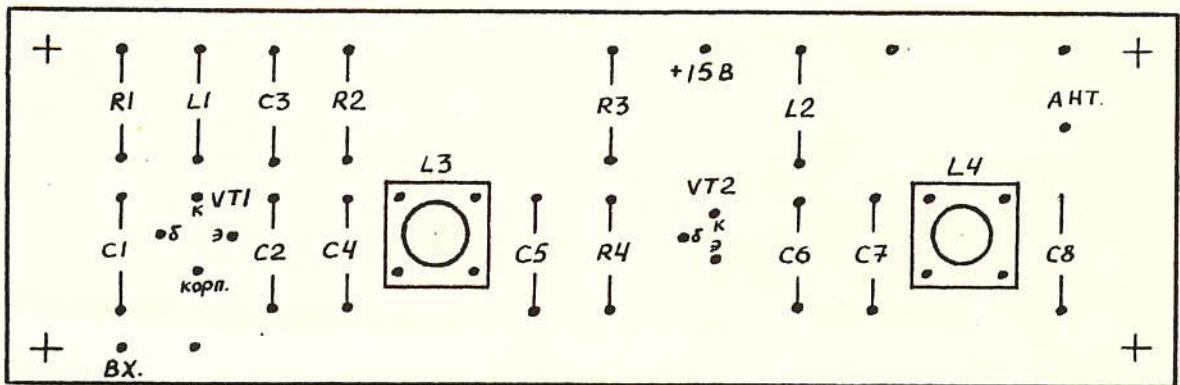 +15В
R1 L1 C3 R2 R3 L2 АНТ.
L3 L4
VT1 VT2
к к
C1 б э C2 C4 C5 R4 б э C6 C7 C8
корп.
ВХ.